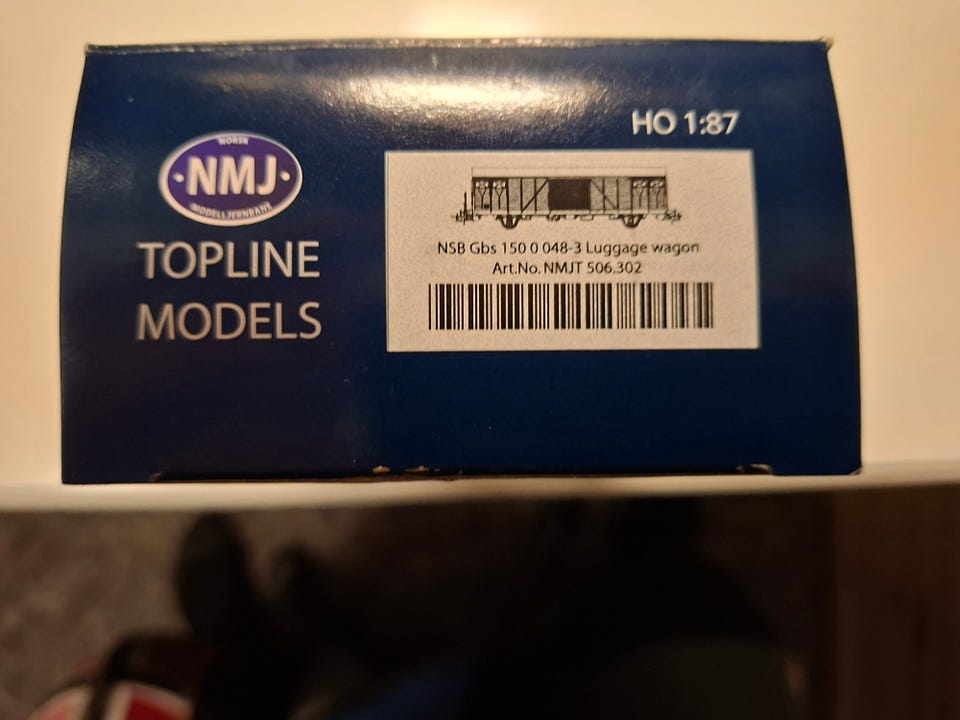 HO 1:87
NORSK
·NMJ·
MODELLJERNBANE
TOPLINE
MODELS
NSB Gbs 150 0 048-3 Luggage wagon
Art.No. NMJT 506.302